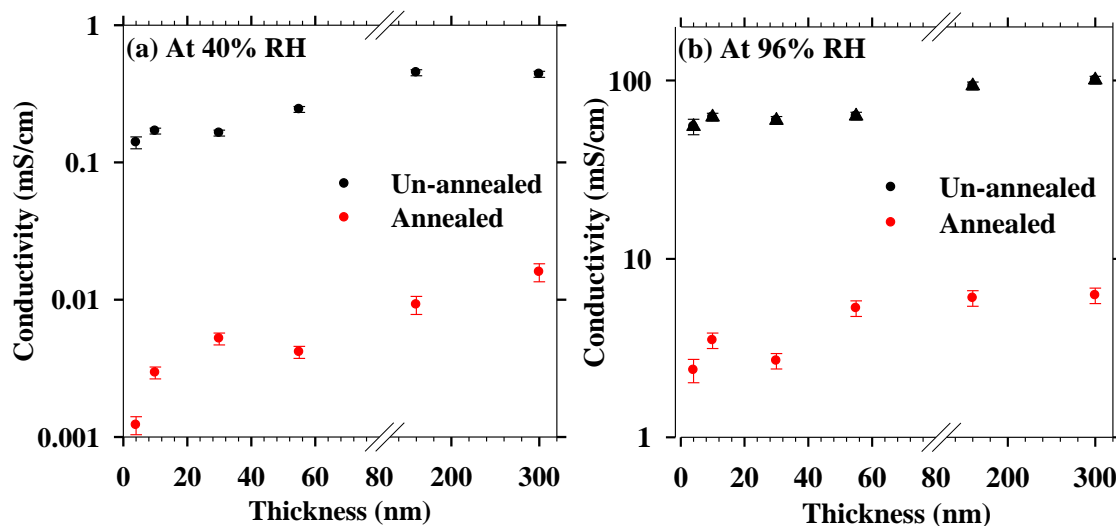 (a) At 40% RH
Conductivity (mS/cm)
1
0.1
0.01
0.001
Un-annealed
Annealed
0 20 40 60 80 200 300
Thickness (nm)
(b) At 96% RH
Conductivity (mS/cm)
100
10
1
Un-annealed
Annealed
0 20 40 60 80 200 300
Thickness (nm)